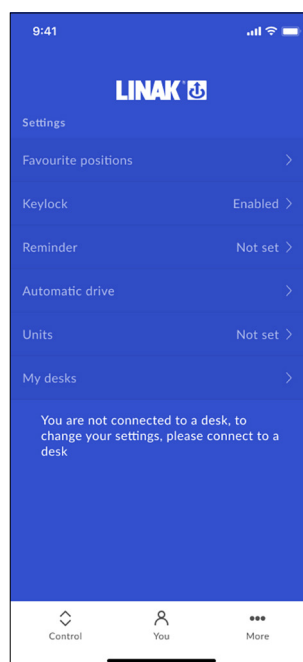 9:41
LINAK
Settings
Favourite positions
Keylock Enabled
Reminder Not set
Automatic drive
Units Not set
My desks
You are not connected to a desk, to
change your settings, please connect to a
desk
Control You More